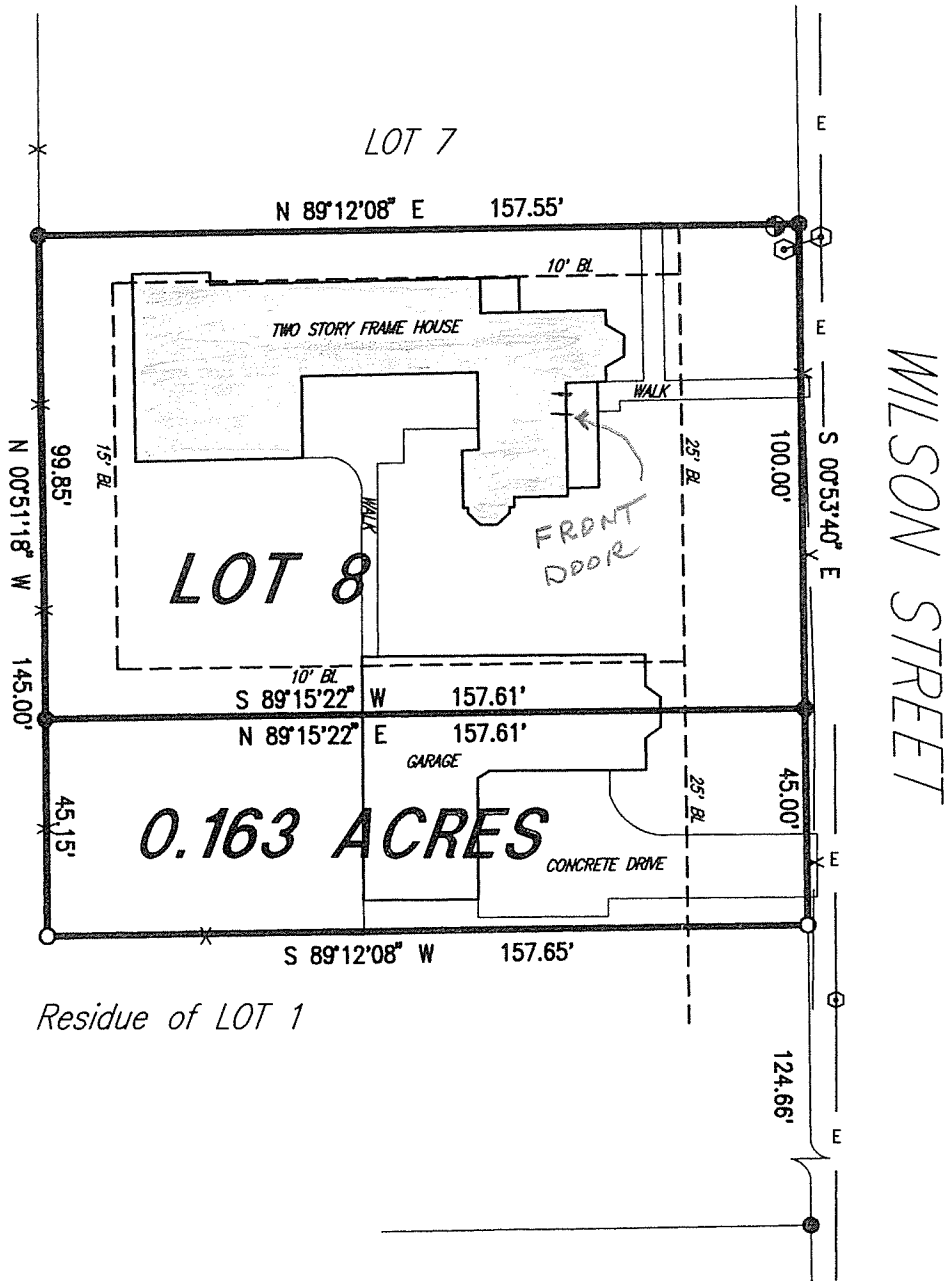 E
LOT 7
N 89°12'08" E 157.55'
10' BL
TWO STORY FRAME HOUSE
E
WALK
WILSON STREET
S 00°53'40" E
100.00'
25' BL
15' BL
99.85'
N 00°51'18" W 145.00'
WALK
FRONT
DOOR
LOT 8
10' BL
S 89°15'22" W 157.61'
N 89°15'22" E 157.61'
GARAGE
25' BL
45.00'
45.15'
0.163 ACRES
CONCRETE DRIVE
E
S 89°12'08" W 157.65'
Residue of LOT 1
124.66'
E